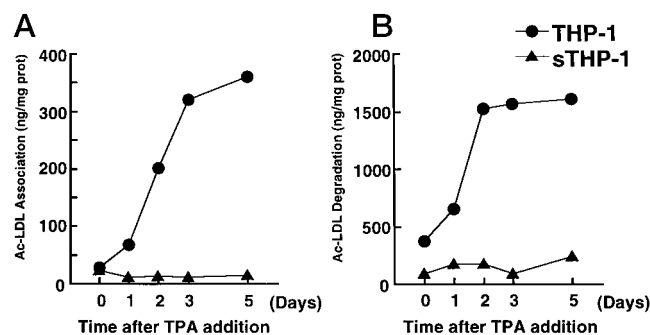 A
Ac-LDL Association (ng/mg prot)
400
300
200
100
0
0 1 2 3 5 (Days)
Time after TPA addition
B
THP-1
sTHP-1
Ac-LDL Degradation (ng/mg prot)
2000
1500
1000
500
0
0 1 2 3 5 (Days)
Time after TPA addition